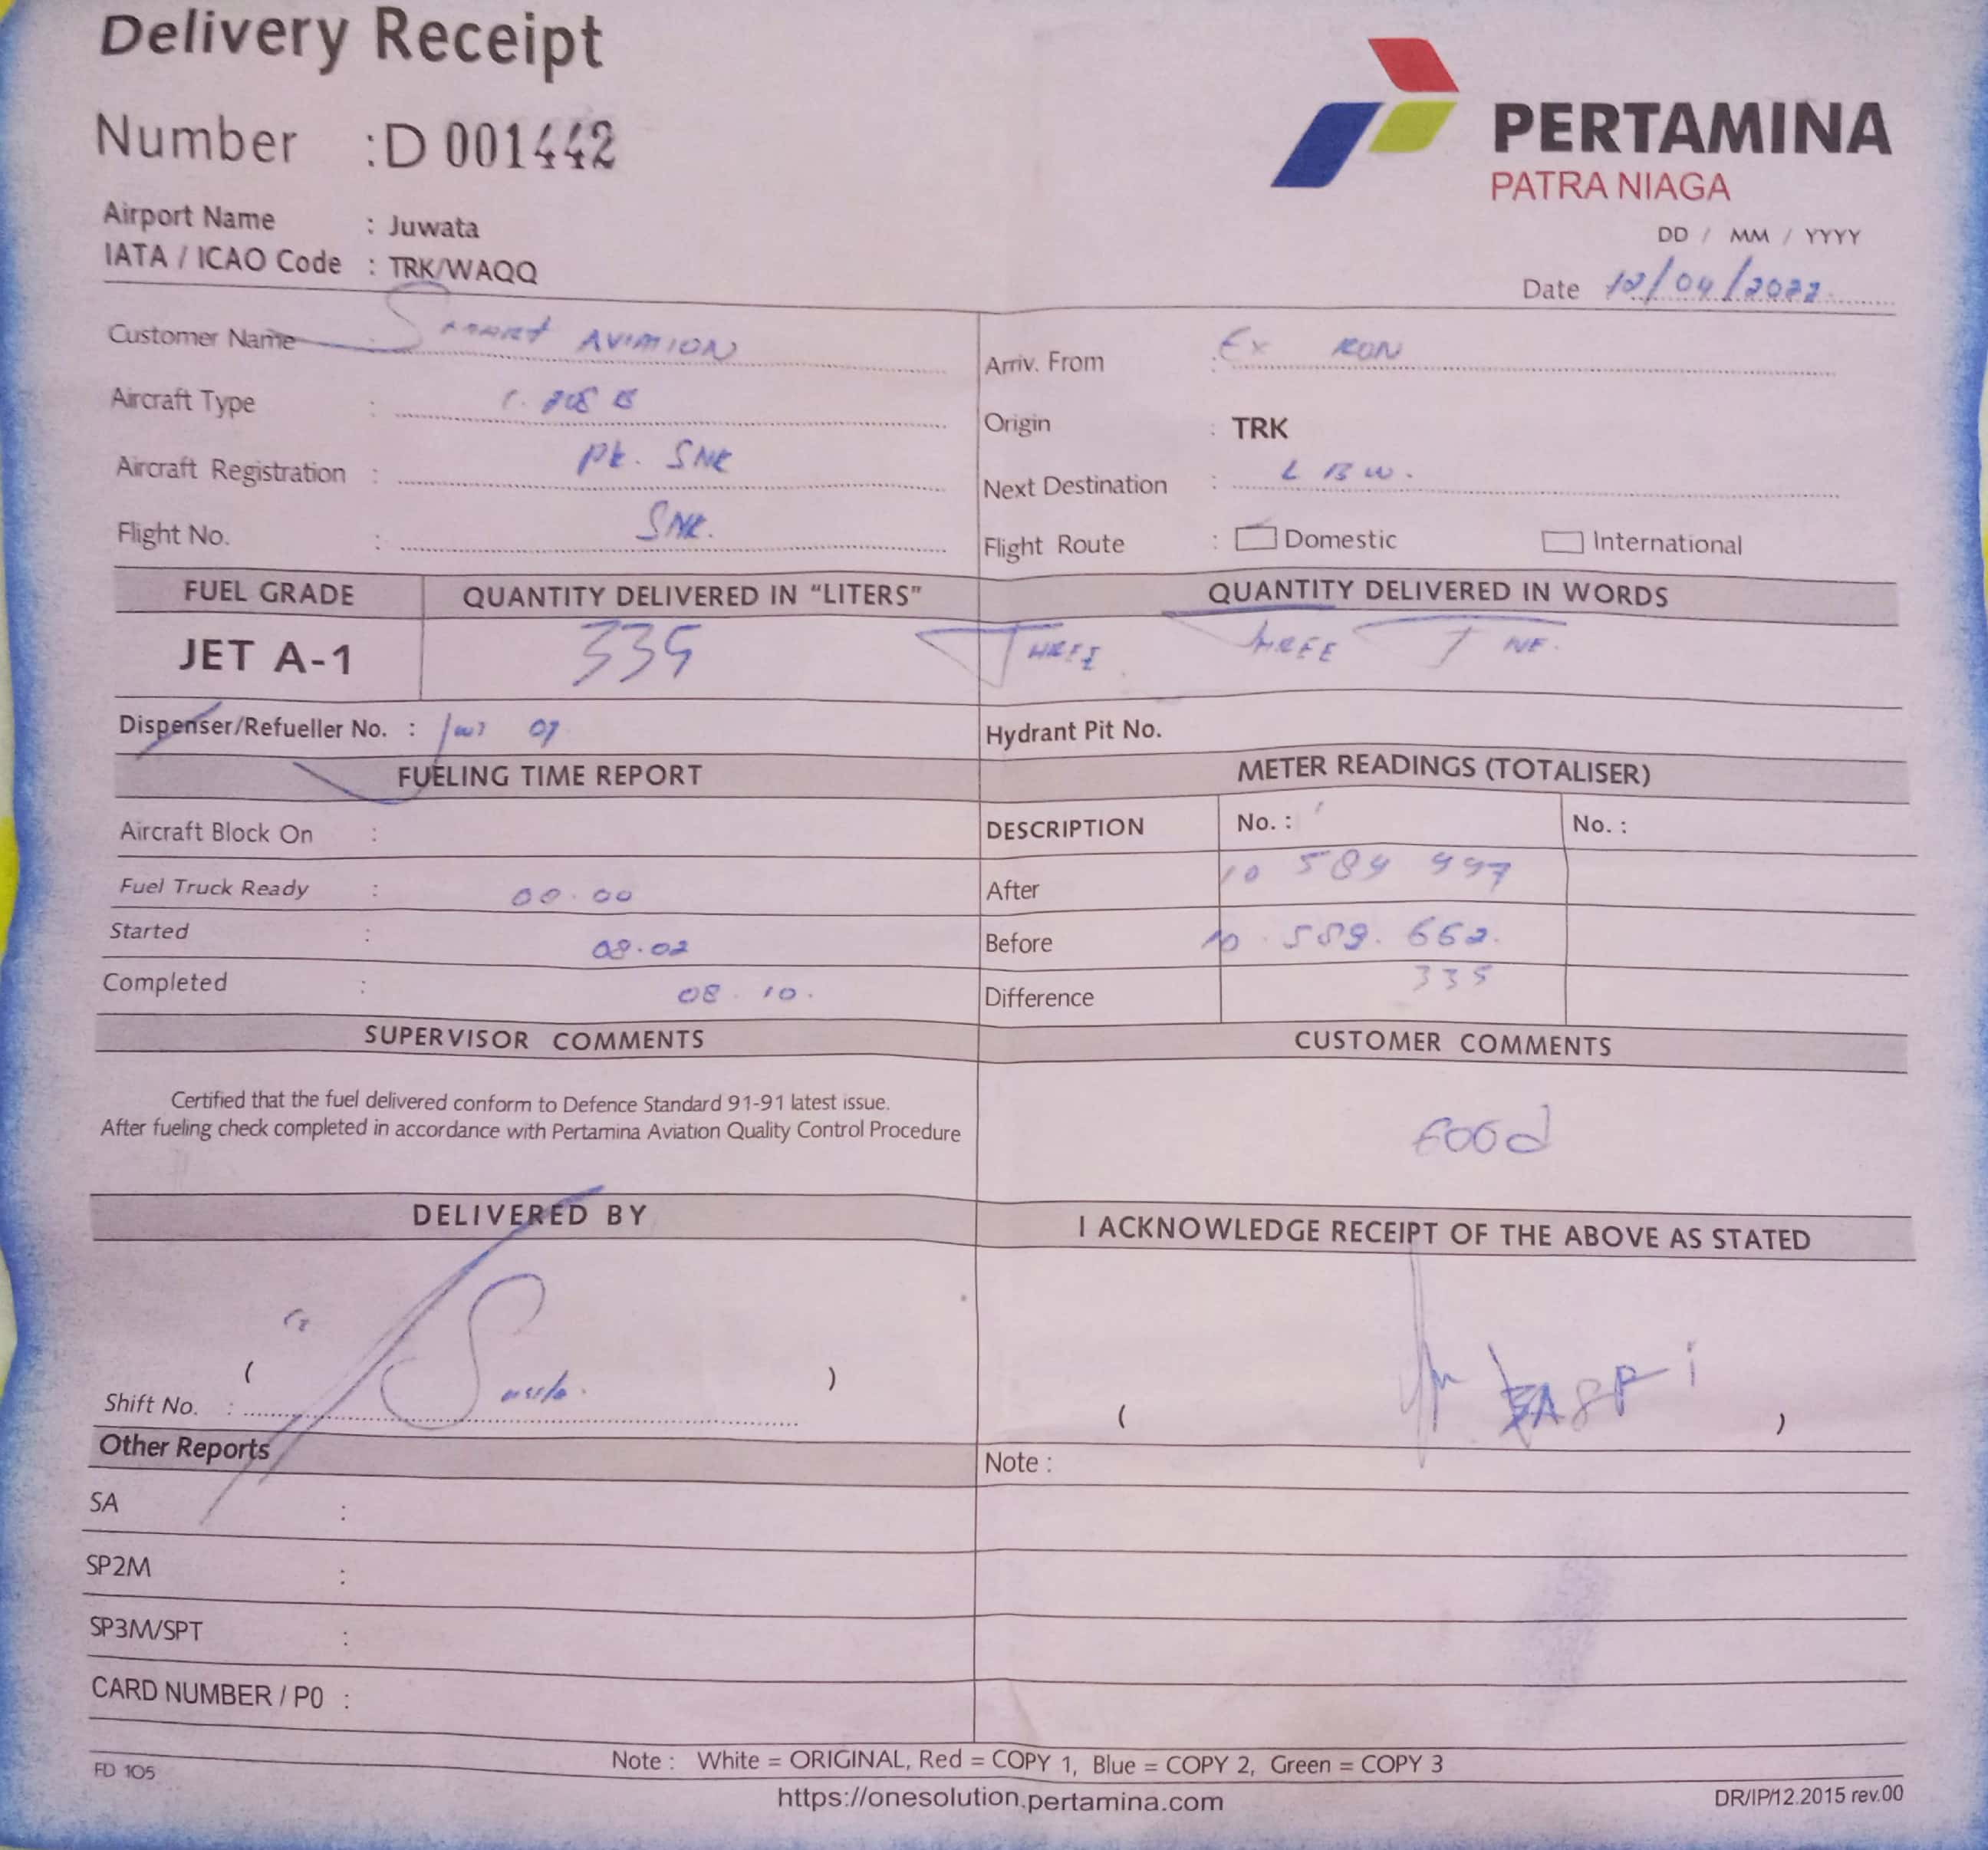 Delivery Receipt
Number : D 001442
PERTAMINA
PATRA NIAGA
Airport Name : Juwata
IATA / ICAO Code : TRK/WAQQ
DD / MM / YYYY
Date /04/2022
Customer Name : SMART AVIATION
Arriv. From : Ex RON
Aircraft Type :
Origin : TRK
Aircraft Registration : PK. SNK
Next Destination : L B W.
Flight No. : SNK.
Flight Route : Domestic International
FUEL GRADE QUANTITY DELIVERED IN "LITERS" QUANTITY DELIVERED IN WORDS
JET A-1 335 THREE THREE
Dispenser/Refueller No. : 07
Hydrant Pit No.
FUELING TIME REPORT
METER READINGS (TOTALISER)
Aircraft Block On :
DESCRIPTION No. : No. :
Fuel Truck Ready : 00.00
After 10 589 997
Started : 08.02
Before 10.589.662.
Completed : 08.10.
Difference 335
SUPERVISOR COMMENTS
CUSTOMER COMMENTS
Certified that the fuel delivered conform to Defence Standard 91-91 latest issue.
After fueling check completed in accordance with Pertamina Aviation Quality Control Procedure
Good
DELIVERED BY
I ACKNOWLEDGE RECEIPT OF THE ABOVE AS STATED
( )
Shift No. :
( )
Other Reports
Note :
SA :
SP2M :
SP3M/SPT :
CARD NUMBER / P0 :
Note : White = ORIGINAL, Red = COPY 1, Blue = COPY 2, Green = COPY 3
FD 105
https://onesolution.pertamina.com
DR/IP/12.2015 rev.00